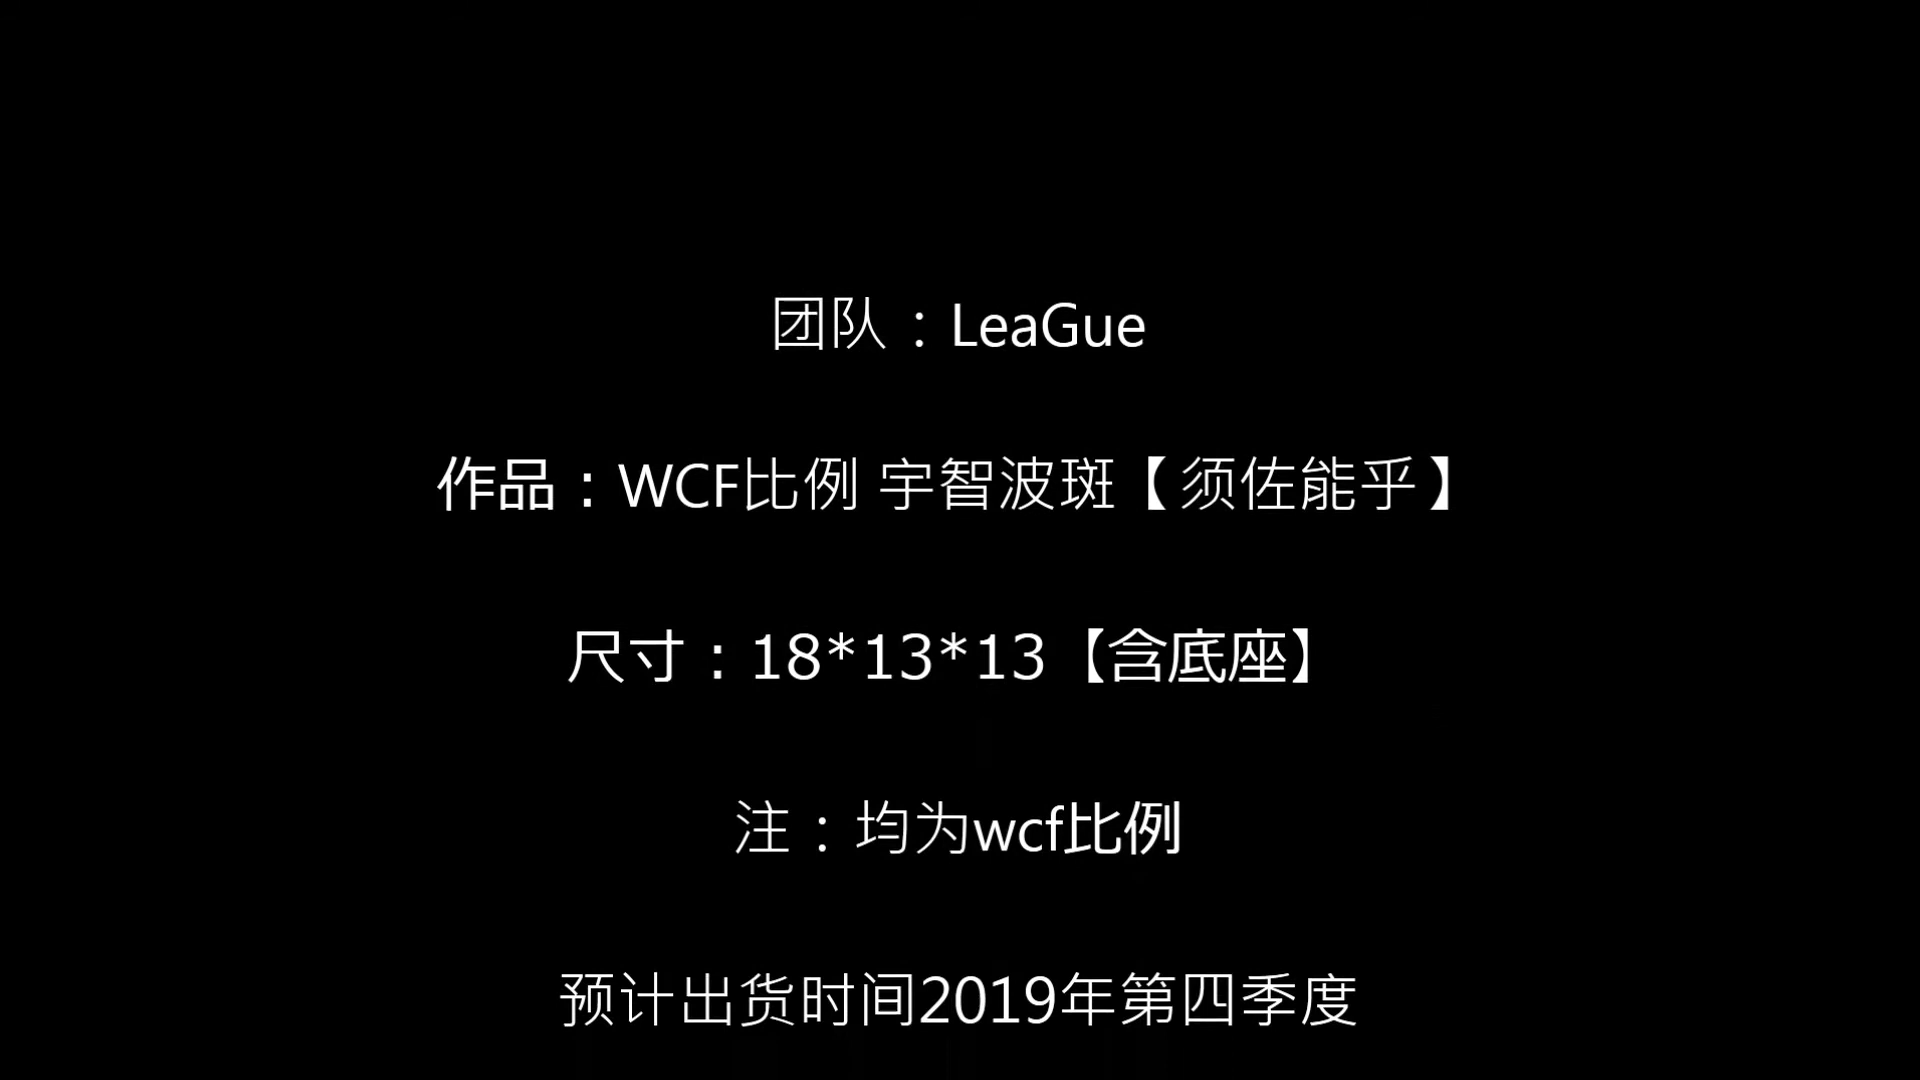 团队：LeaGue
作品：WCF比例 宇智波斑【须佐能乎】
尺寸：18*13*13【含底座】
注：均为wcf比例
预计出货时间2019年第四季度